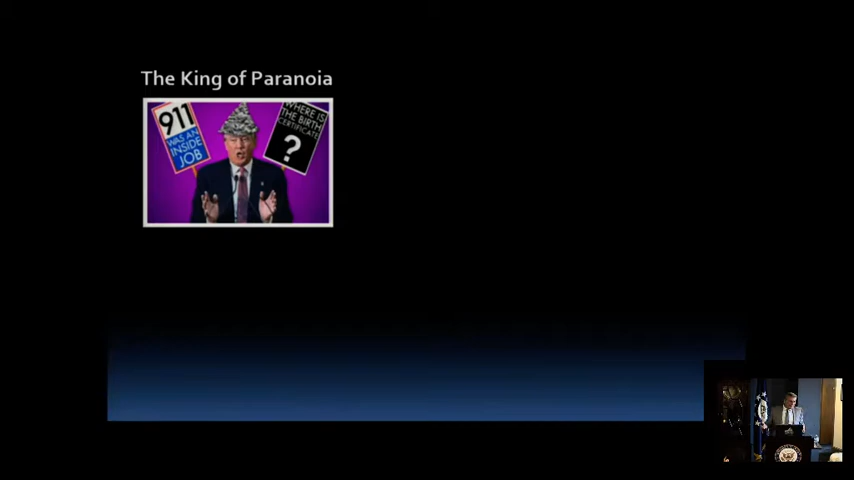 The King of Paranoia
911
WAS AN
INSIDE
JOB
WHERE IS
THE BIRTH
CERTIFICATE
?